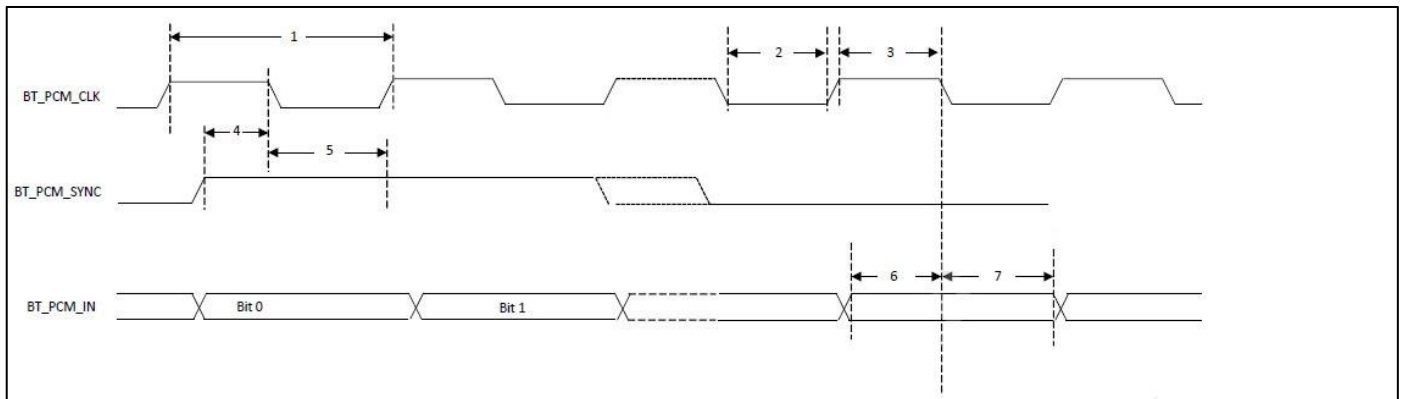 1
2
3
BT_PCM_CLK
4
5
BT_PCM_SYNC
6
7
BT_PCM_IN
Bit 0
Bit 1